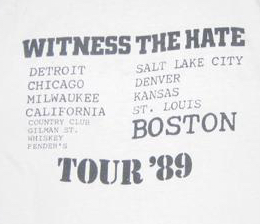 WITNESS THE HATE
DETROIT
CHICAGO
MILWAUKEE
CALIFORNIA
COUNTRY CLUB
GILMAN ST.
WHISKEY
FENDER'S
SALT LAKE CITY
DENVER
KANSAS
ST. LOUIS
BOSTON
TOUR '89